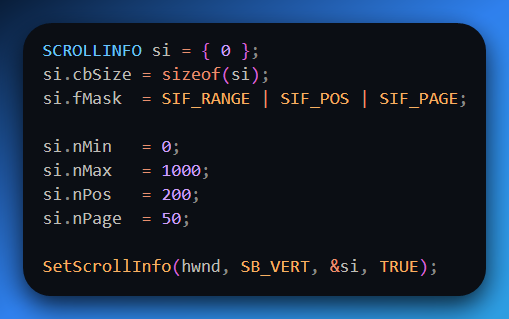 SCROLLINFO si = { 0 };
si.cbSize = sizeof(si);
si.fMask  = SIF_RANGE | SIF_POS | SIF_PAGE;

si.nMin   = 0;
si.nMax   = 1000;
si.nPos   = 200;
si.nPage  = 50;

SetScrollInfo(hwnd, SB_VERT, &si, TRUE);